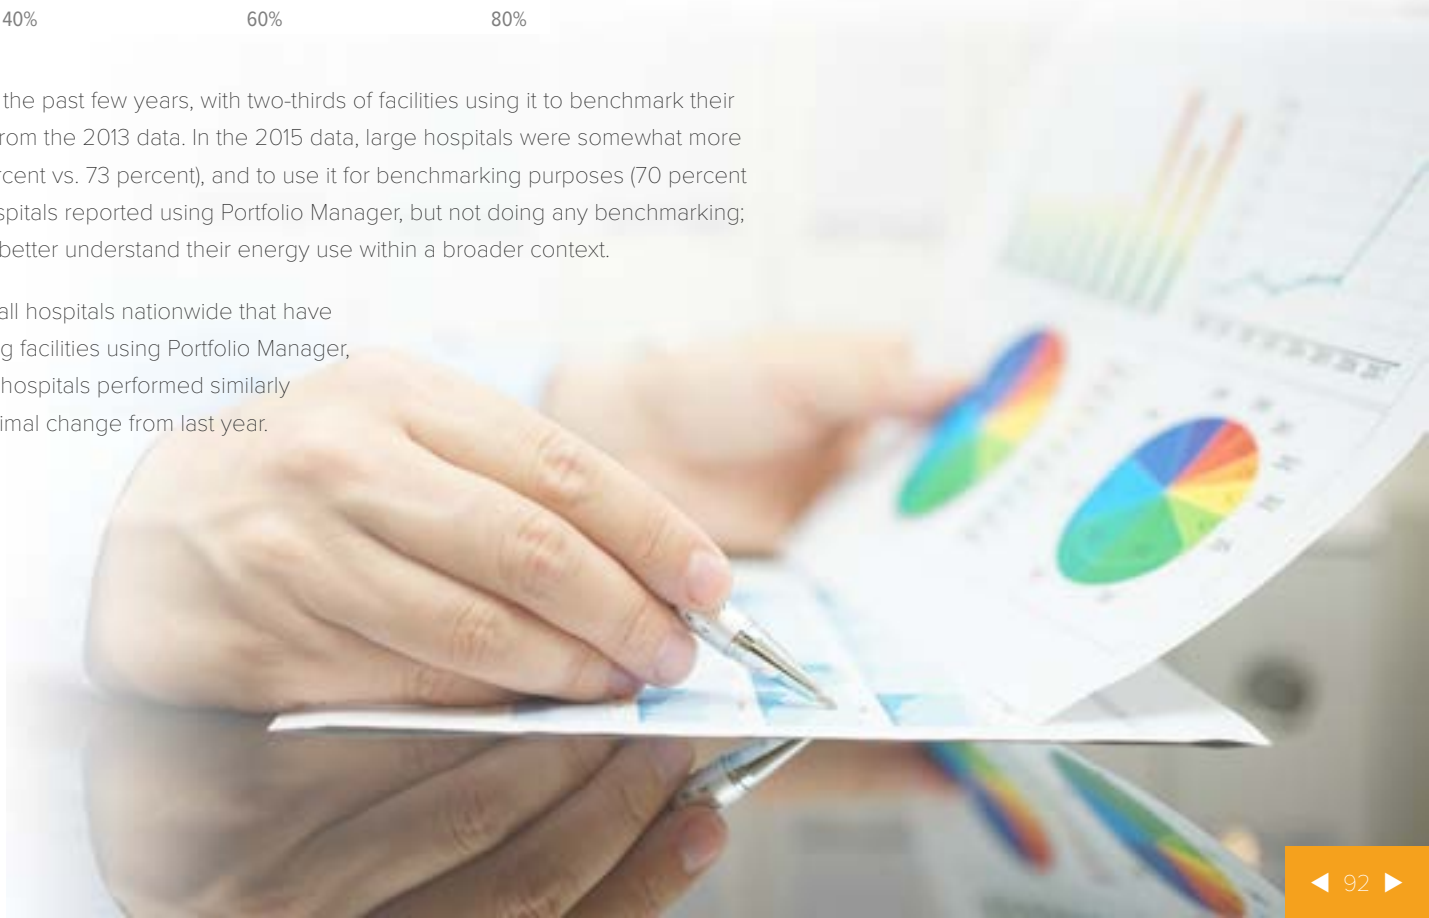 40% 60% 80%
the past few years, with two-thirds of facilities using it to benchmark their
from the 2013 data. In the 2015 data, large hospitals were somewhat more
rcent vs. 73 percent), and to use it for benchmarking purposes (70 percent
spitals reported using Portfolio Manager, but not doing any benchmarking;
better understand their energy use within a broader context.
all hospitals nationwide that have
g facilities using Portfolio Manager,
hospitals performed similarly
imal change from last year.
92